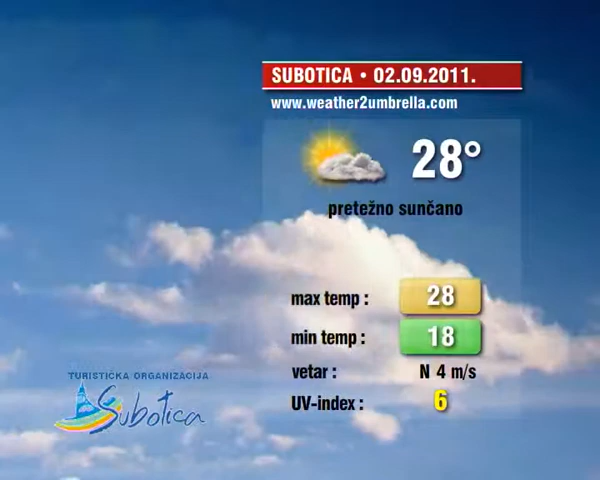 SUBOTICA • 02.09.2011.
www.weather2umbrella.com
28°
pretežno sunčano
max temp : 28
min temp : 18
vetar : N 4 m/s
UV-index : 6
TURISTIČKA ORGANIZACIJA
Subotica